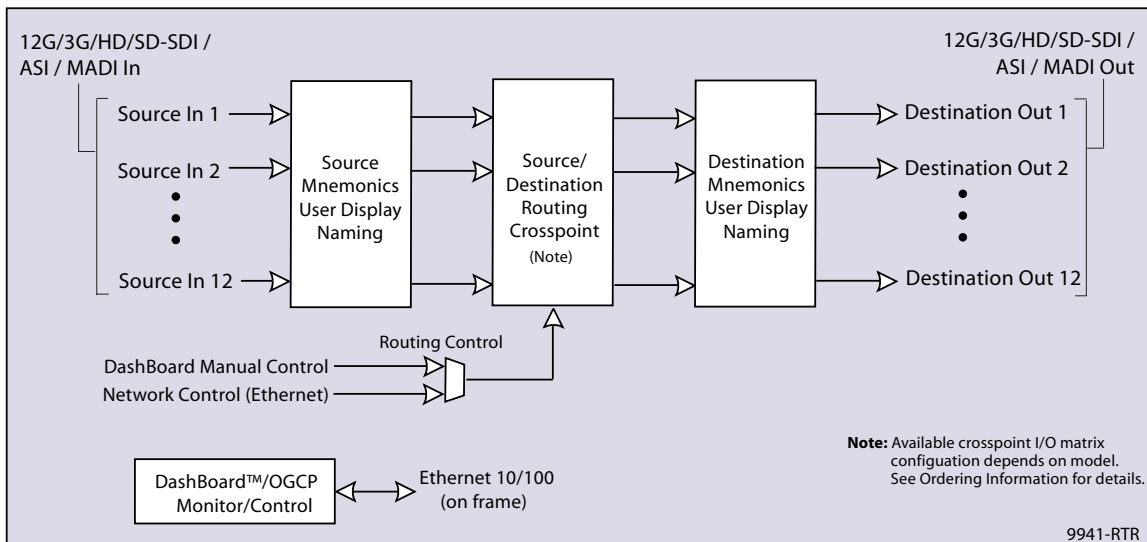 12G/3G/HD/SD-SDI /
ASI / MADI In
12G/3G/HD/SD-SDI /
ASI / MADI Out
Source In 1
Source In 2
Source In 12
Source
Mnemonics
User Display
Naming
Source/
Destination
Routing
Crosspoint
(Note)
Destination
Mnemonics
User Display
Naming
Destination Out 1
Destination Out 2
Destination Out 12
Routing Control
DashBoard Manual Control
Network Control (Ethernet)
DashBoard™/OGCP
Monitor/Control
Ethernet 10/100
(on frame)
Note: Available crosspoint I/O matrix
configuation depends on model.
See Ordering Information for details.
9941-RTR